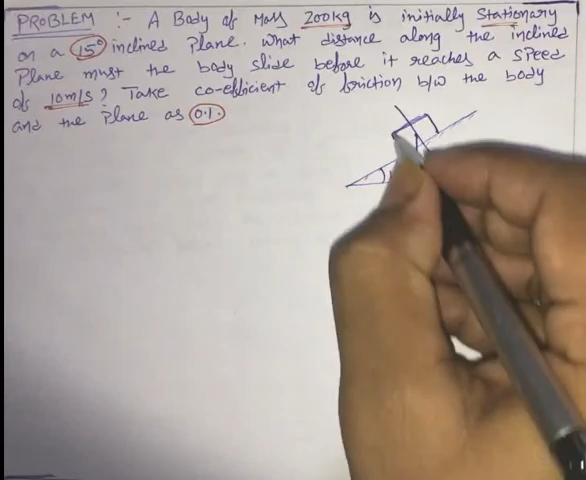 PROBLEM :- A Body of Mass 200kg is initially Stationary
on a 15° inclined Plane. What distance along the inclined
Plane must the body slide before it reaches a speed
of 10m/s? Take co-efficient of friction b/w the body
and the plane as 0.1.